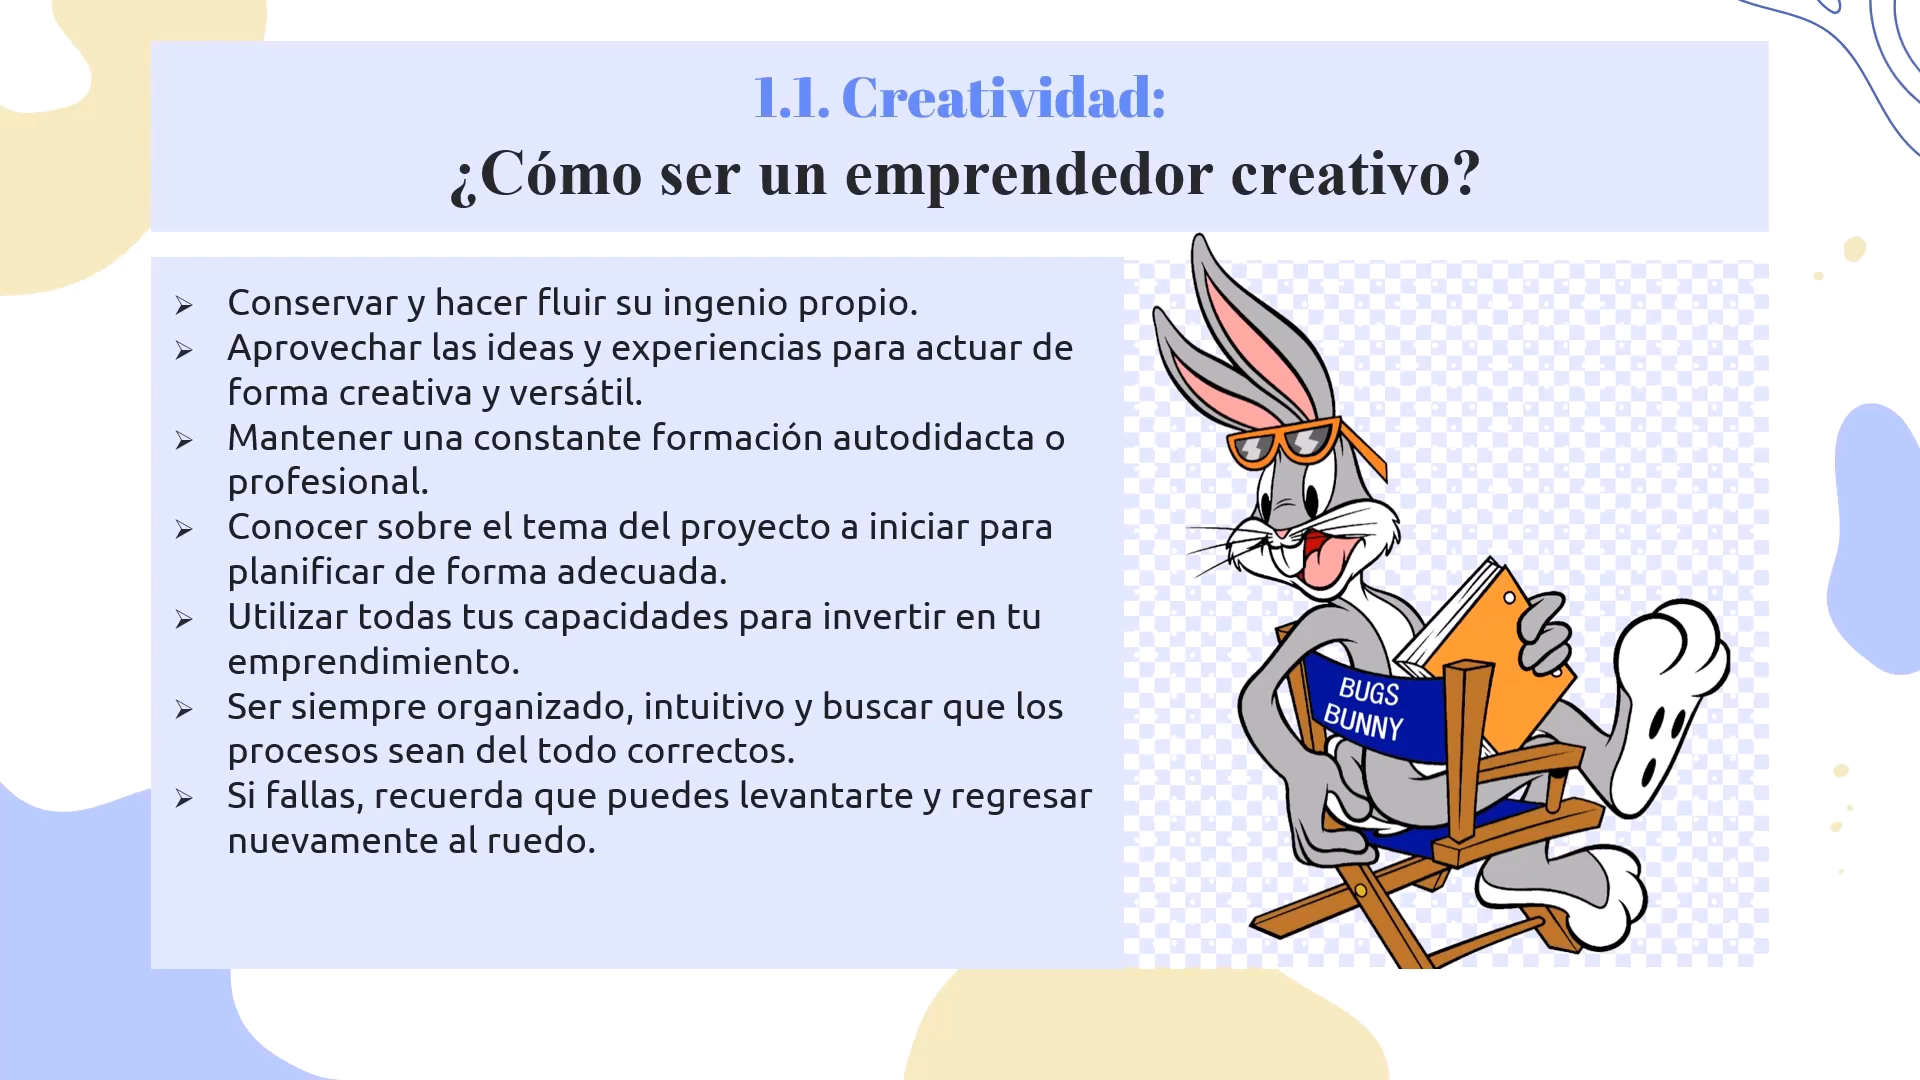 1.1. Creatividad:
¿Cómo ser un emprendedor creativo?
➢ Conservar y hacer fluir su ingenio propio.
➢ Aprovechar las ideas y experiencias para actuar de
forma creativa y versátil.
➢ Mantener una constante formación autodidacta o
profesional.
➢ Conocer sobre el tema del proyecto a iniciar para
planificar de forma adecuada.
➢ Utilizar todas tus capacidades para invertir en tu
emprendimiento.
➢ Ser siempre organizado, intuitivo y buscar que los
procesos sean del todo correctos.
➢ Si fallas, recuerda que puedes levantarte y regresar
nuevamente al ruedo.
BUGS
BUNNY